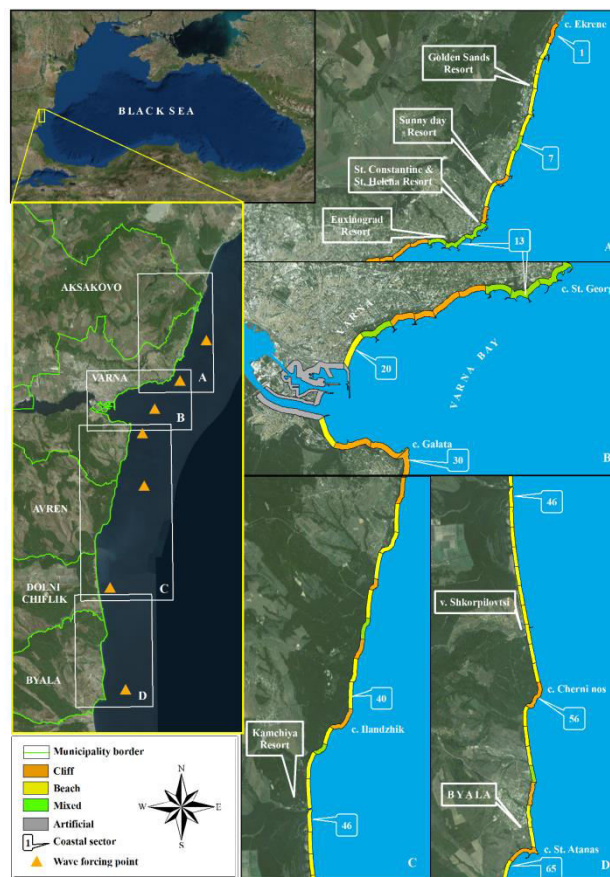 BLACK SEA
c. Ekrene
1
Golden Sands
Resort
Sunny day
Resort
7
St. Constantine &
St. Helena Resort
Euxinograd
Resort
13
A
AKSAKOVO
VARNA
A
B
AVREN
C
DOLNI
CHIFLIK
BYALA
D
c. St. Georg
VARNA
20
VARNA BAY
c. Galata
30
B
46
v. Shkorpilovtsi
40
c. Ilandzhik
Kamchiya
Resort
46
C
c. Cherni nos
56
BYALA
c. St. Atanas
65
D
Municipality border
Cliff
Beach
Mixed
Artificial
1 Coastal sector
Wave forcing point
N
W E
S